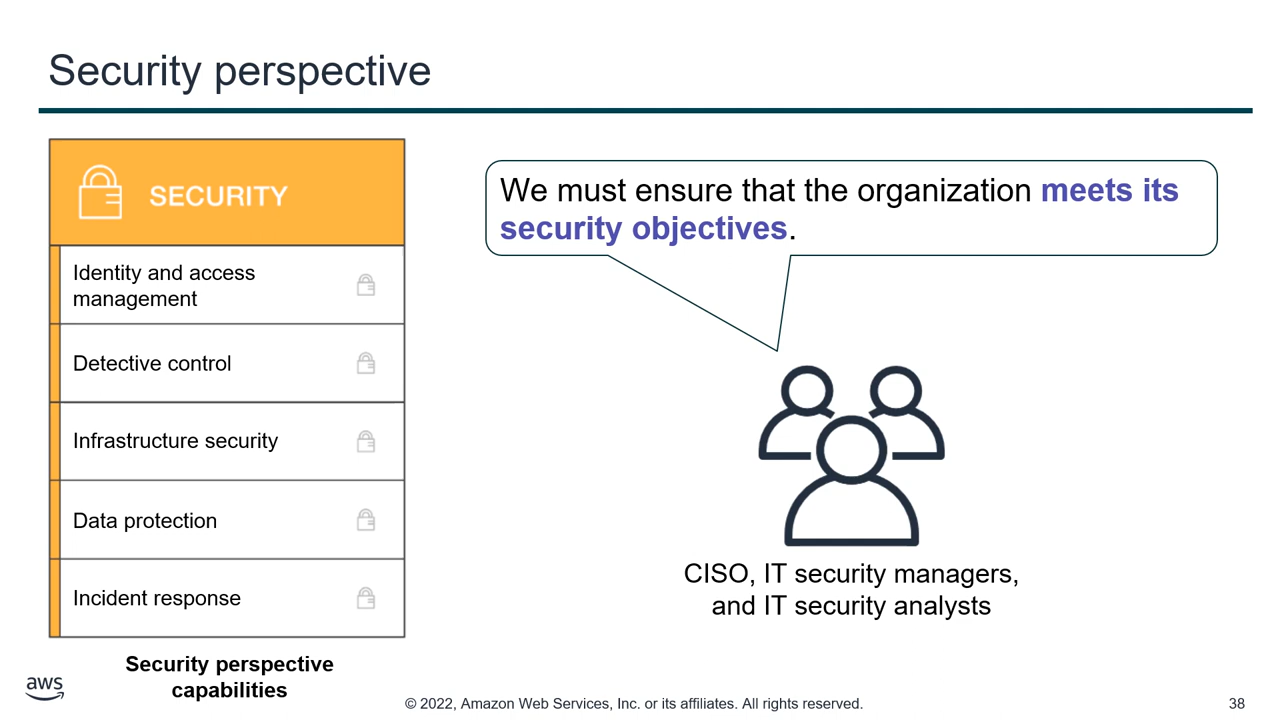 Security perspective
SECURITY
Identity and access
management
Detective control
Infrastructure security
Data protection
Incident response
Security perspective
capabilities
We must ensure that the organization meets its
security objectives.
CISO, IT security managers,
and IT security analysts
aws
© 2022, Amazon Web Services, Inc. or its affiliates. All rights reserved.
38